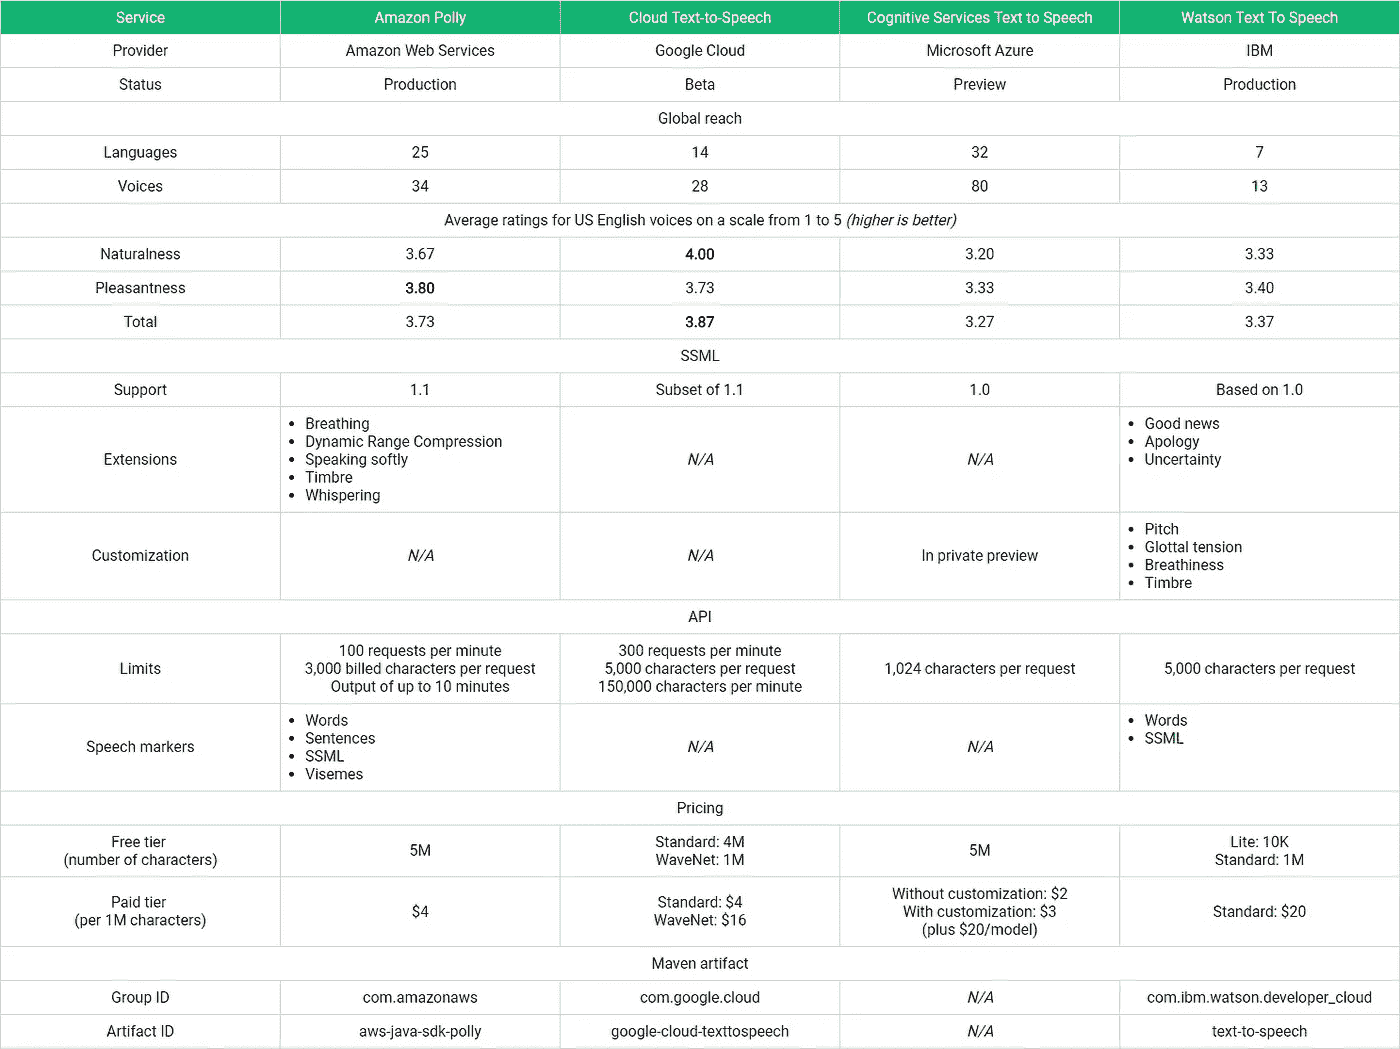 Service Amazon Polly Cloud Text-to-Speech Cognitive Services Text to Speech Watson Text To Speech
Provider Amazon Web Services Google Cloud Microsoft Azure IBM
Status Production Beta Preview Production
Global reach
Languages 25 14 32 7
Voices 34 28 80 13
Average ratings for US English voices on a scale from 1 to 5 (higher is better)
Naturalness 3.67 4.00 3.20 3.33
Pleasantness 3.80 3.73 3.33 3.40
Total 3.73 3.87 3.27 3.37
SSML
Support 1.1 Subset of 1.1 1.0 Based on 1.0
Extensions
• Breathing
• Dynamic Range Compression
• Speaking softly
• Timbre
• Whispering
N/A
N/A
• Good news
• Apology
• Uncertainty
Customization
N/A
N/A
In private preview
• Pitch
• Glottal tension
• Breathiness
• Timbre
API
Limits
100 requests per minute
3,000 billed characters per request
Output of up to 10 minutes
300 requests per minute
5,000 characters per request
150,000 characters per minute
1,024 characters per request
5,000 characters per request
Speech markers
• Words
• Sentences
• SSML
• Visemes
N/A
N/A
• Words
• SSML
Pricing
Free tier
(number of characters)
5M
Standard: 4M
WaveNet: 1M
5M
Lite: 10K
Standard: 1M
Paid tier
(per 1M characters)
$4
Standard: $4
WaveNet: $16
Without customization: $2
With customization: $3
(plus $20/model)
Standard: $20
Maven artifact
Group ID com.amazonaws com.google.cloud N/A com.ibm.watson.developer_cloud
Artifact ID aws-java-sdk-polly google-cloud-texttospeech N/A text-to-speech